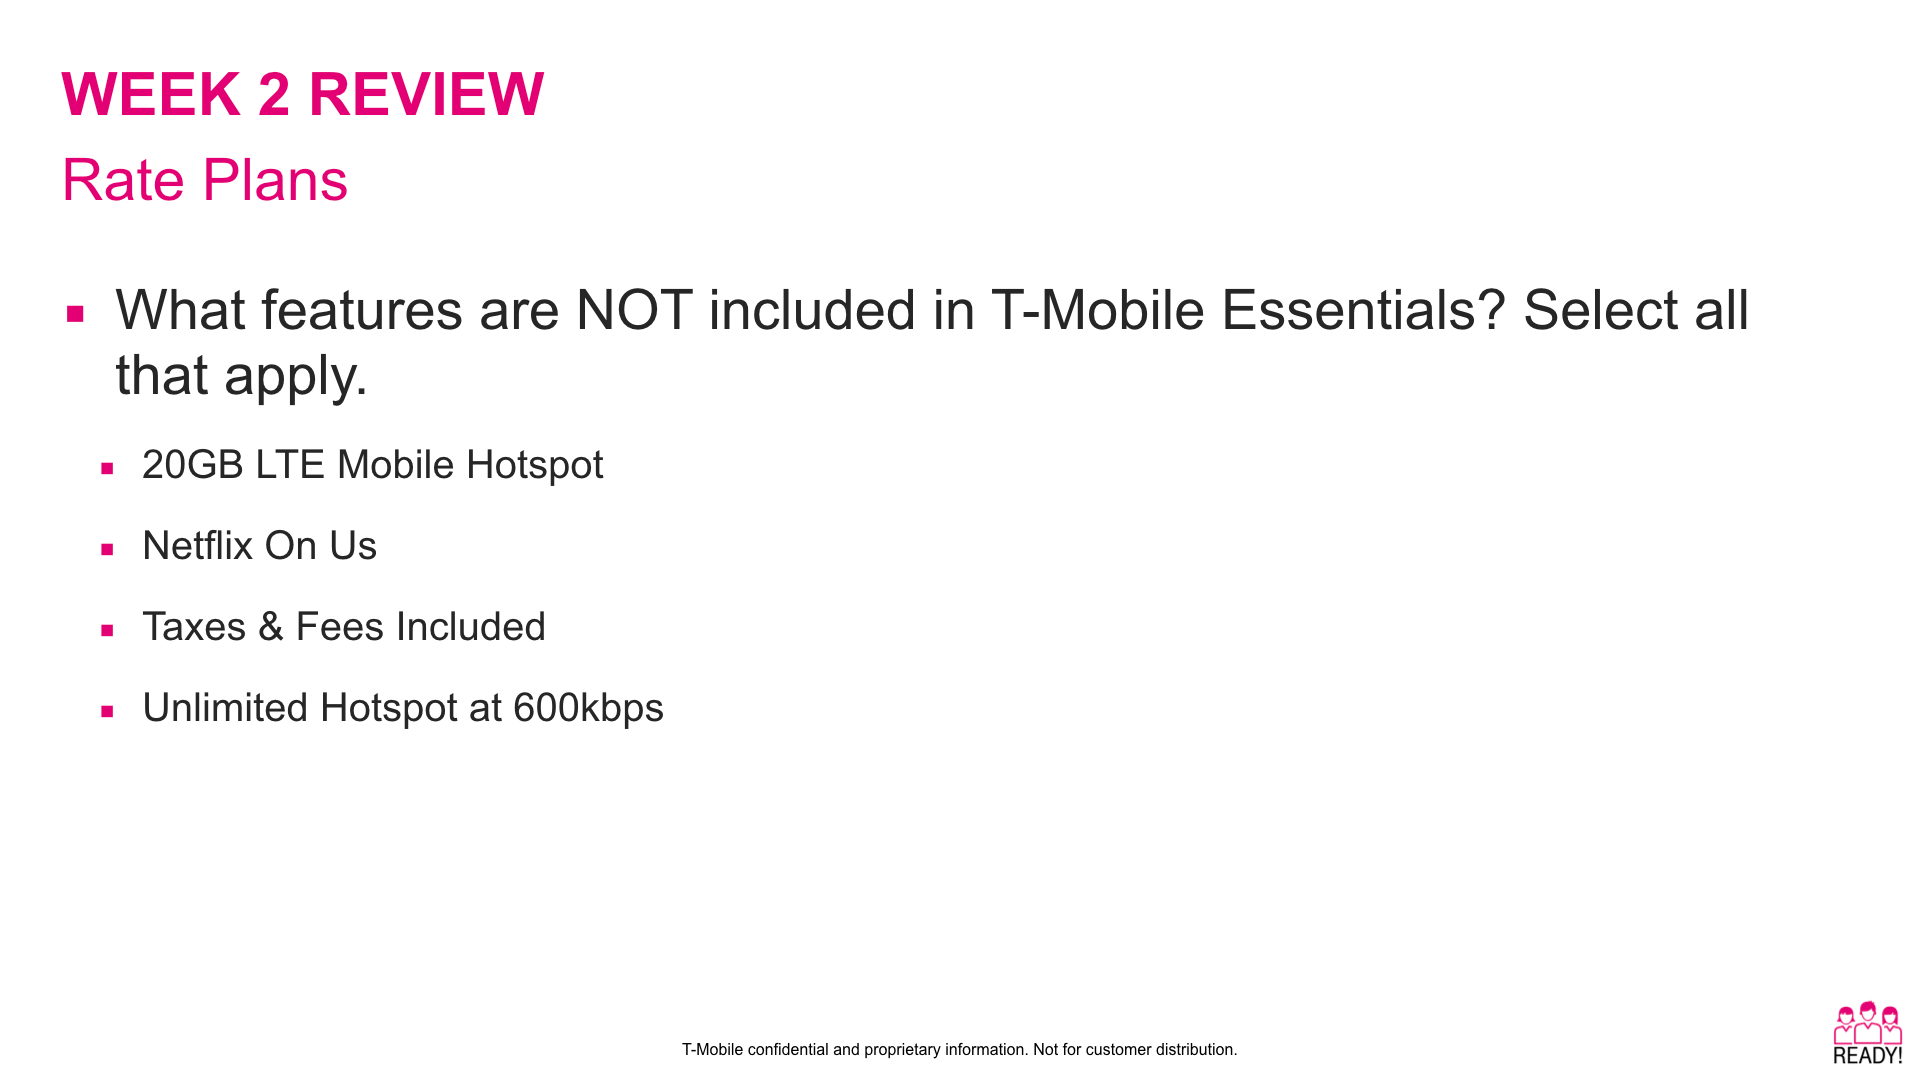 WEEK 2 REVIEW
Rate Plans
What features are NOT included in T-Mobile Essentials? Select all
that apply.
20GB LTE Mobile Hotspot
Netflix On Us
Taxes & Fees Included
Unlimited Hotspot at 600kbps
T-Mobile confidential and proprietary information. Not for customer distribution.
READY!